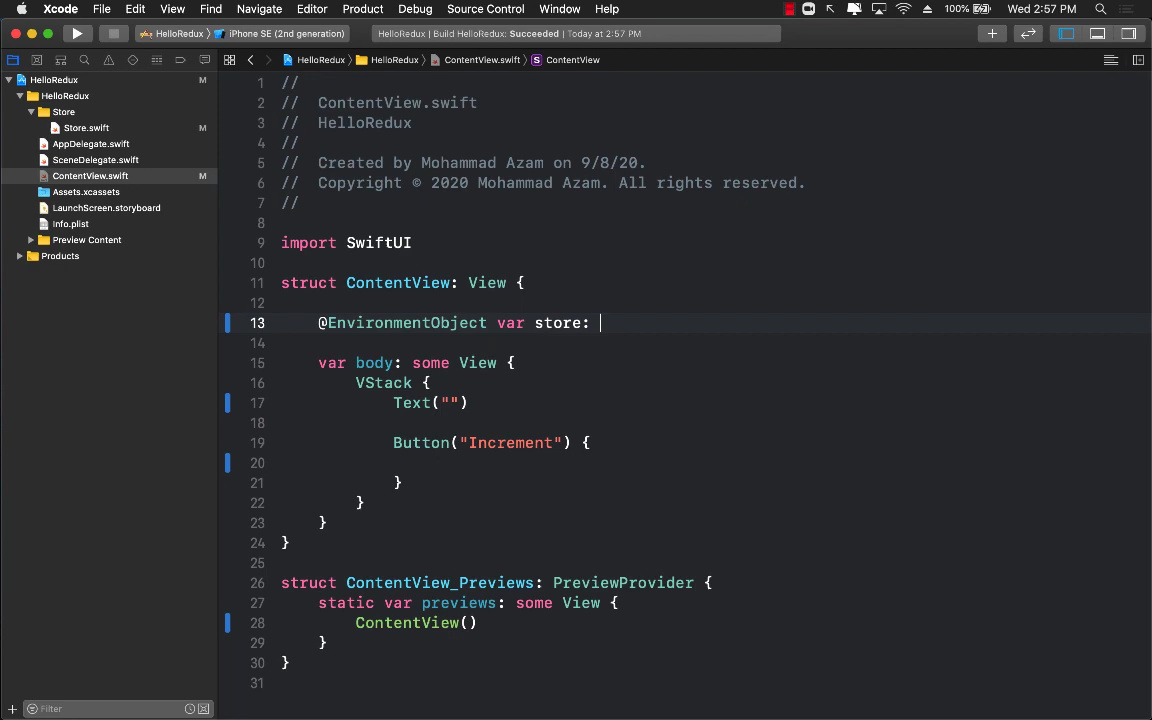 Xcode File Edit View Find Navigate Editor Product Debug Source Control Window Help 100% Wed 2:57 PM
HelloRedux iPhone SE (2nd generation) HelloRedux | Build HelloRedux: Succeeded | Today at 2:57 PM
HelloRedux HelloRedux ContentView.swift S ContentView
HelloRedux M
HelloRedux
Store
Store.swift M
AppDelegate.swift
SceneDelegate.swift
ContentView.swift M
Assets.xcassets
LaunchScreen.storyboard
Info.plist
Preview Content
Products
Filter
1 //
2 // ContentView.swift
3 // HelloRedux
4 //
5 // Created by Mohammad Azam on 9/8/20.
6 // Copyright © 2020 Mohammad Azam. All rights reserved.
7 //
8
9 import SwiftUI
10
11 struct ContentView: View {
12
13 @EnvironmentObject var store:
14
15 var body: some View {
16 VStack {
17 Text("")
18
19 Button("Increment") {
20
21 }
22 }
23 }
24 }
25
26 struct ContentView_Previews: PreviewProvider {
27 static var previews: some View {
28 ContentView()
29 }
30 }
31